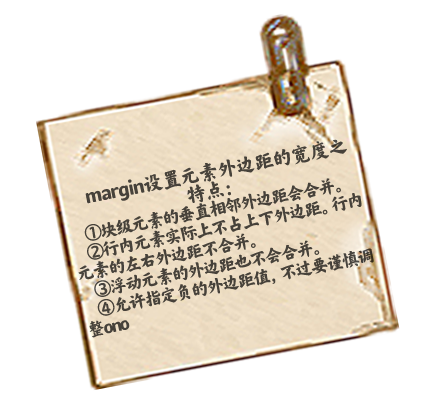 margin设置元素外边距的宽度之
特点：
①块级元素的垂直相邻外边距会合并。
②行内元素实际上不占上下外边距。行内
元素的左右外边距不合并。
③浮动元素的外边距也不会合并。
④允许指定负的外边距值，不过要谨慎调
整ono